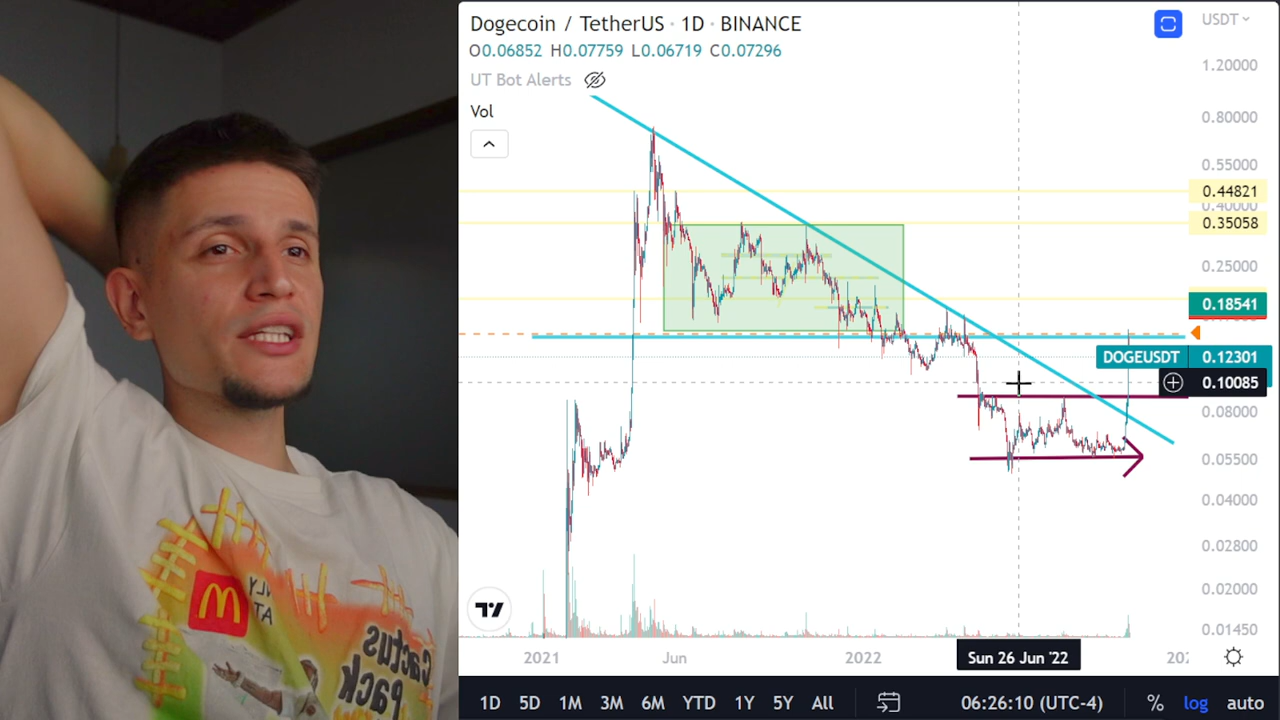 Dogecoin / TetherUS · 1D · BINANCE
O0.06852 H0.07759 L0.06719 C0.07296
UT Bot Alerts
Vol
USDT
1.20000
0.80000
0.55000
0.44821
0.40000
0.35058
0.25000
0.18541
DOGEUSDT 0.12301
0.10085
0.08000
0.05500
0.04000
0.02800
0.02000
0.01450
2021 Jun 2022 Sun 26 Jun '22
1D 5D 1M 3M 6M YTD 1Y 5Y All 06:26:10 (UTC-4) % log auto
Cactus
Pack